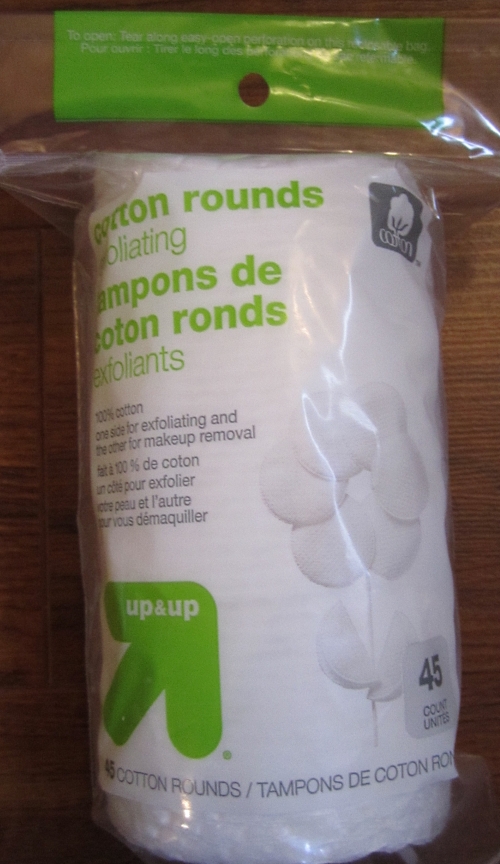 To open: Tear along easy-open perforation on this resealable bag.
Pour ouvrir : Tirer le long des
cotton rounds
exfoliating
tampons de
coton ronds
exfoliants
cotton
100% cotton
one side for exfoliating and
the other for makeup removal
fait à 100 % de coton
un côté pour exfolier
votre peau et l'autre
pour vous démaquiller
up&up
45
COUNT
UNITÉS
45 COTTON ROUNDS / TAMPONS DE COTON RON